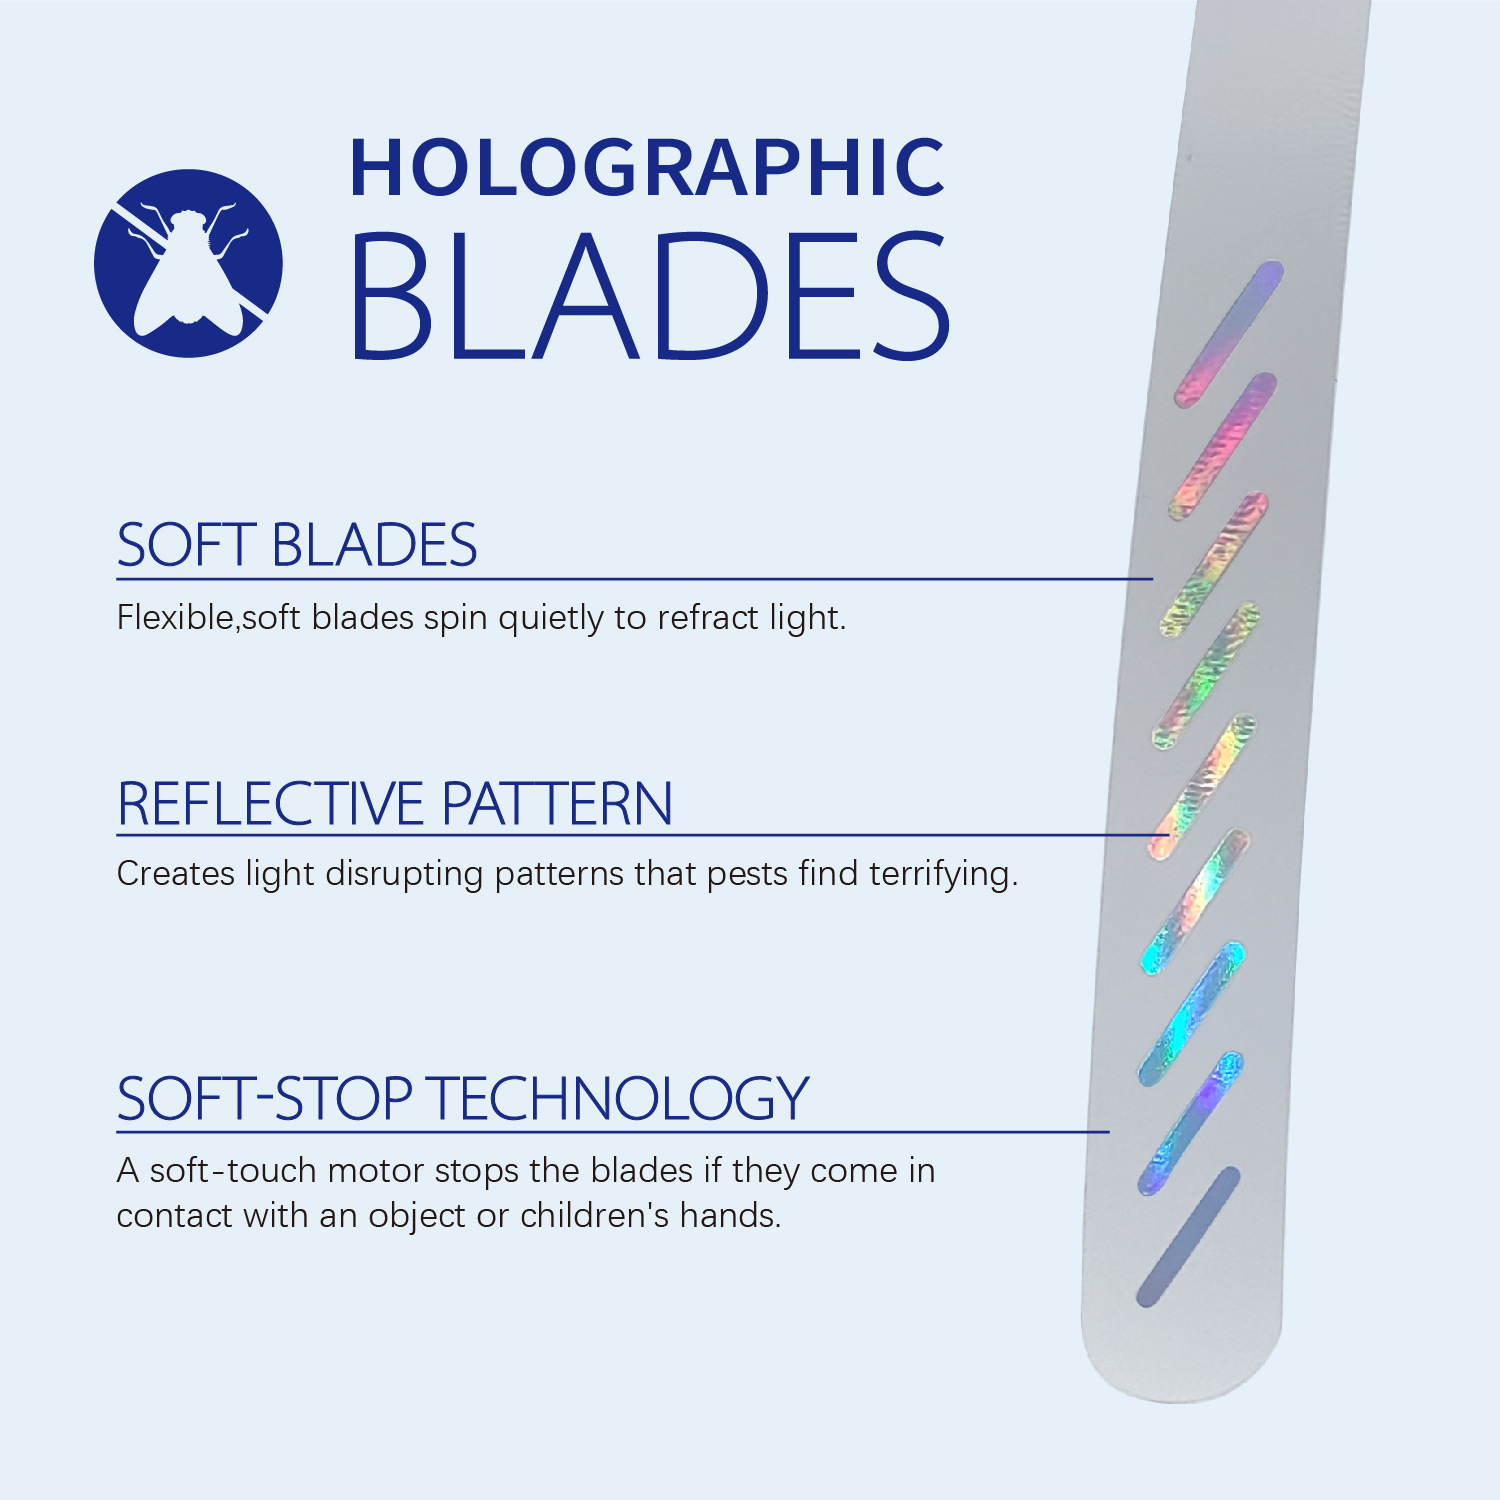 HOLOGRAPHIC
BLADES
SOFT BLADES
Flexible,soft blades spin quietly to refract light.
REFLECTIVE PATTERN
Creates light disrupting patterns that pests find terrifying.
SOFT-STOP TECHNOLOGY
A soft-touch motor stops the blades if they come in
contact with an object or children's hands.